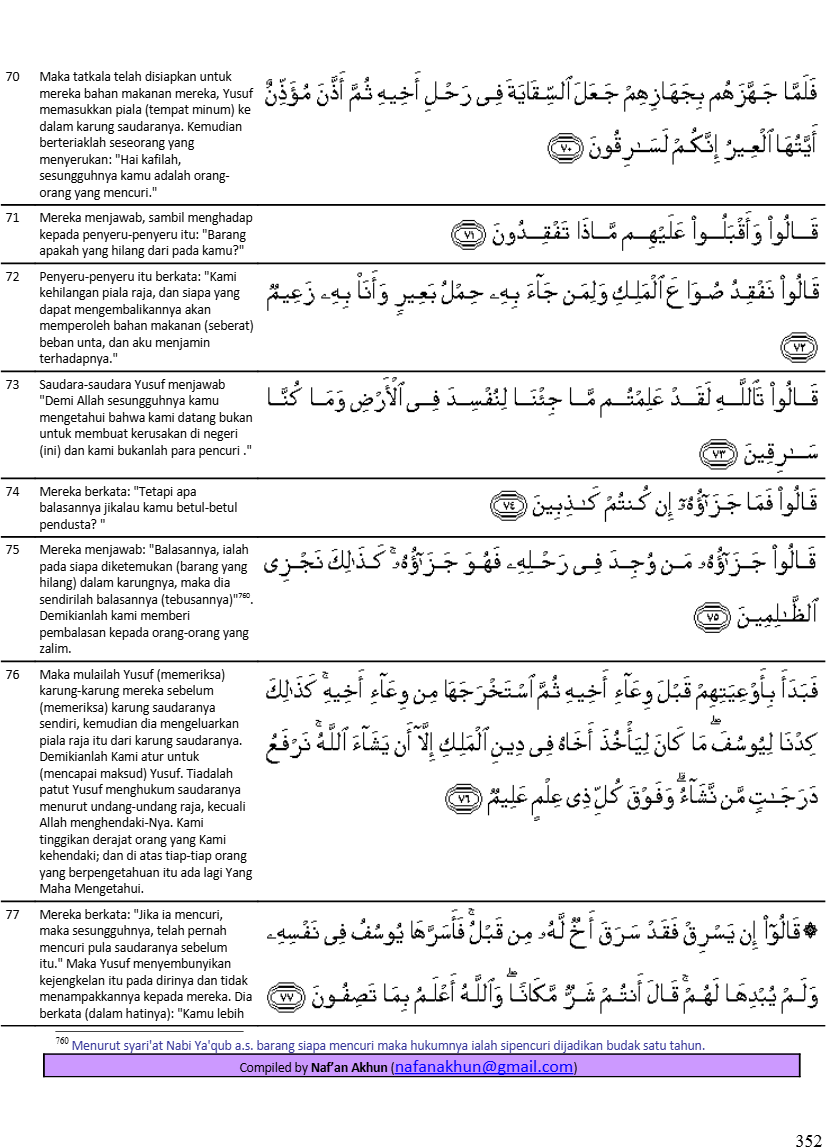 70 Maka tatkala telah disiapkan untuk
mereka bahan makanan mereka, Yusuf
memasukkan piala (tempat minum) ke
dalam karung saudaranya. Kemudian
berteriaklah seseorang yang
menyerukan: "Hai kafilah,
sesungguhnya kamu adalah orang-
orang yang mencuri."
فَلَمَّا جَهَّزَهُم بِجَهَازِهِمْ جَعَلَ ٱلسِّقَايَةَ فِى رَحْلِ أَخِيهِ ثُمَّ أَذَّنَ مُؤَذِّنٌ
أَيَّتُهَا ٱلْعِيرُ إِنَّكُمْ لَسَـٰرِقُونَ ﴿٧٠﴾
71 Mereka menjawab, sambil menghadap
kepada penyeru-penyeru itu: "Barang
apakah yang hilang dari pada kamu?"
قَالُوا۟ وَأَقْبَلُوا۟ عَلَيْهِم مَّاذَا تَفْقِدُونَ ﴿٧١﴾
72 Penyeru-penyeru itu berkata: "Kami
kehilangan piala raja, dan siapa yang
dapat mengembalikannya akan
memperoleh bahan makanan (seberat)
beban unta, dan aku menjamin
terhadapnya."
قَالُوا۟ نَفْقِدُ صُوَاعَ ٱلْمَلِكِ وَلِمَن جَآءَ بِهِۦ حِمْلُ بَعِيرٍ وَأَنَا۠ بِهِۦ زَعِيمٌ
﴿٧٢﴾
73 Saudara-saudara Yusuf menjawab
"Demi Allah sesungguhnya kamu
mengetahui bahwa kami datang bukan
untuk membuat kerusakan di negeri
(ini) dan kami bukanlah para pencuri ."
قَالُوا۟ تَٱللَّهِ لَقَدْ عَلِمْتُم مَّا جِئْنَا لِنُفْسِدَ فِى ٱلْأَرْضِ وَمَا كُنَّا
سَـٰرِقِينَ ﴿٧٣﴾
74 Mereka berkata: "Tetapi apa
balasannya jikalau kamu betul-betul
pendusta? "
قَالُوا۟ فَمَا جَزَٰٓؤُهُۥٓ إِن كُنتُمْ كَـٰذِبِينَ ﴿٧٤﴾
75 Mereka menjawab: "Balasannya, ialah
pada siapa diketemukan (barang yang
hilang) dalam karungnya, maka dia
sendirilah balasannya (tebusannya)"760.
Demikianlah kami memberi
pembalasan kepada orang-orang yang
zalim.
قَالُوا۟ جَزَٰٓؤُهُۥ مَن وُجِدَ فِى رَحْلِهِۦ فَهُوَ جَزَٰٓؤُهُۥ ۚ كَذَٰلِكَ نَجْزِى
ٱلظَّـٰلِمِينَ ﴿٧٥﴾
76 Maka mulailah Yusuf (memeriksa)
karung-karung mereka sebelum
(memeriksa) karung saudaranya
sendiri, kemudian dia mengeluarkan
piala raja itu dari karung saudaranya.
Demikianlah Kami atur untuk
(mencapai maksud) Yusuf. Tiadalah
patut Yusuf menghukum saudaranya
menurut undang-undang raja, kecuali
Allah menghendaki-Nya. Kami
tinggikan derajat orang yang Kami
kehendaki; dan di atas tiap-tiap orang
yang berpengetahuan itu ada lagi Yang
Maha Mengetahui.
فَبَدَأَ بِأَوْعِيَتِهِمْ قَبْلَ وِعَآءِ أَخِيهِ ثُمَّ ٱسْتَخْرَجَهَا مِن وِعَآءِ أَخِيهِ ۚ كَذَٰلِكَ
كِدْنَا لِيُوسُفَ ۖ مَا كَانَ لِيَأْخُذَ أَخَاهُ فِى دِينِ ٱلْمَلِكِ إِلَّآ أَن يَشَآءَ ٱللَّهُ ۚ نَرْفَعُ
دَرَجَـٰتٍ مَّن نَّشَآءُ ۗ وَفَوْقَ كُلِّ ذِى عِلْمٍ عَلِيمٌ ﴿٧٦﴾
77 Mereka berkata: "Jika ia mencuri,
maka sesungguhnya, telah pernah
mencuri pula saudaranya sebelum
itu." Maka Yusuf menyembunyikan
kejengkelan itu pada dirinya dan tidak
menampakkannya kepada mereka. Dia
berkata (dalam hatinya): "Kamu lebih
۞ قَالُوٓا۟ إِن يَسْرِقْ فَقَدْ سَرَقَ أَخٌ لَّهُۥ مِن قَبْلُ ۚ فَأَسَرَّهَا يُوسُفُ فِى نَفْسِهِۦ
وَلَمْ يُبْدِهَا لَهُمْ ۚ قَالَ أَنتُمْ شَرٌّ مَّكَانًا ۖ وَٱللَّهُ أَعْلَمُ بِمَا تَصِفُونَ ﴿٧٧﴾
760 Menurut syari'at Nabi Ya'qub a.s. barang siapa mencuri maka hukumnya ialah sipencuri dijadikan budak satu tahun.
Compiled by Naf'an Akhun (nafanakhun@gmail.com)
352